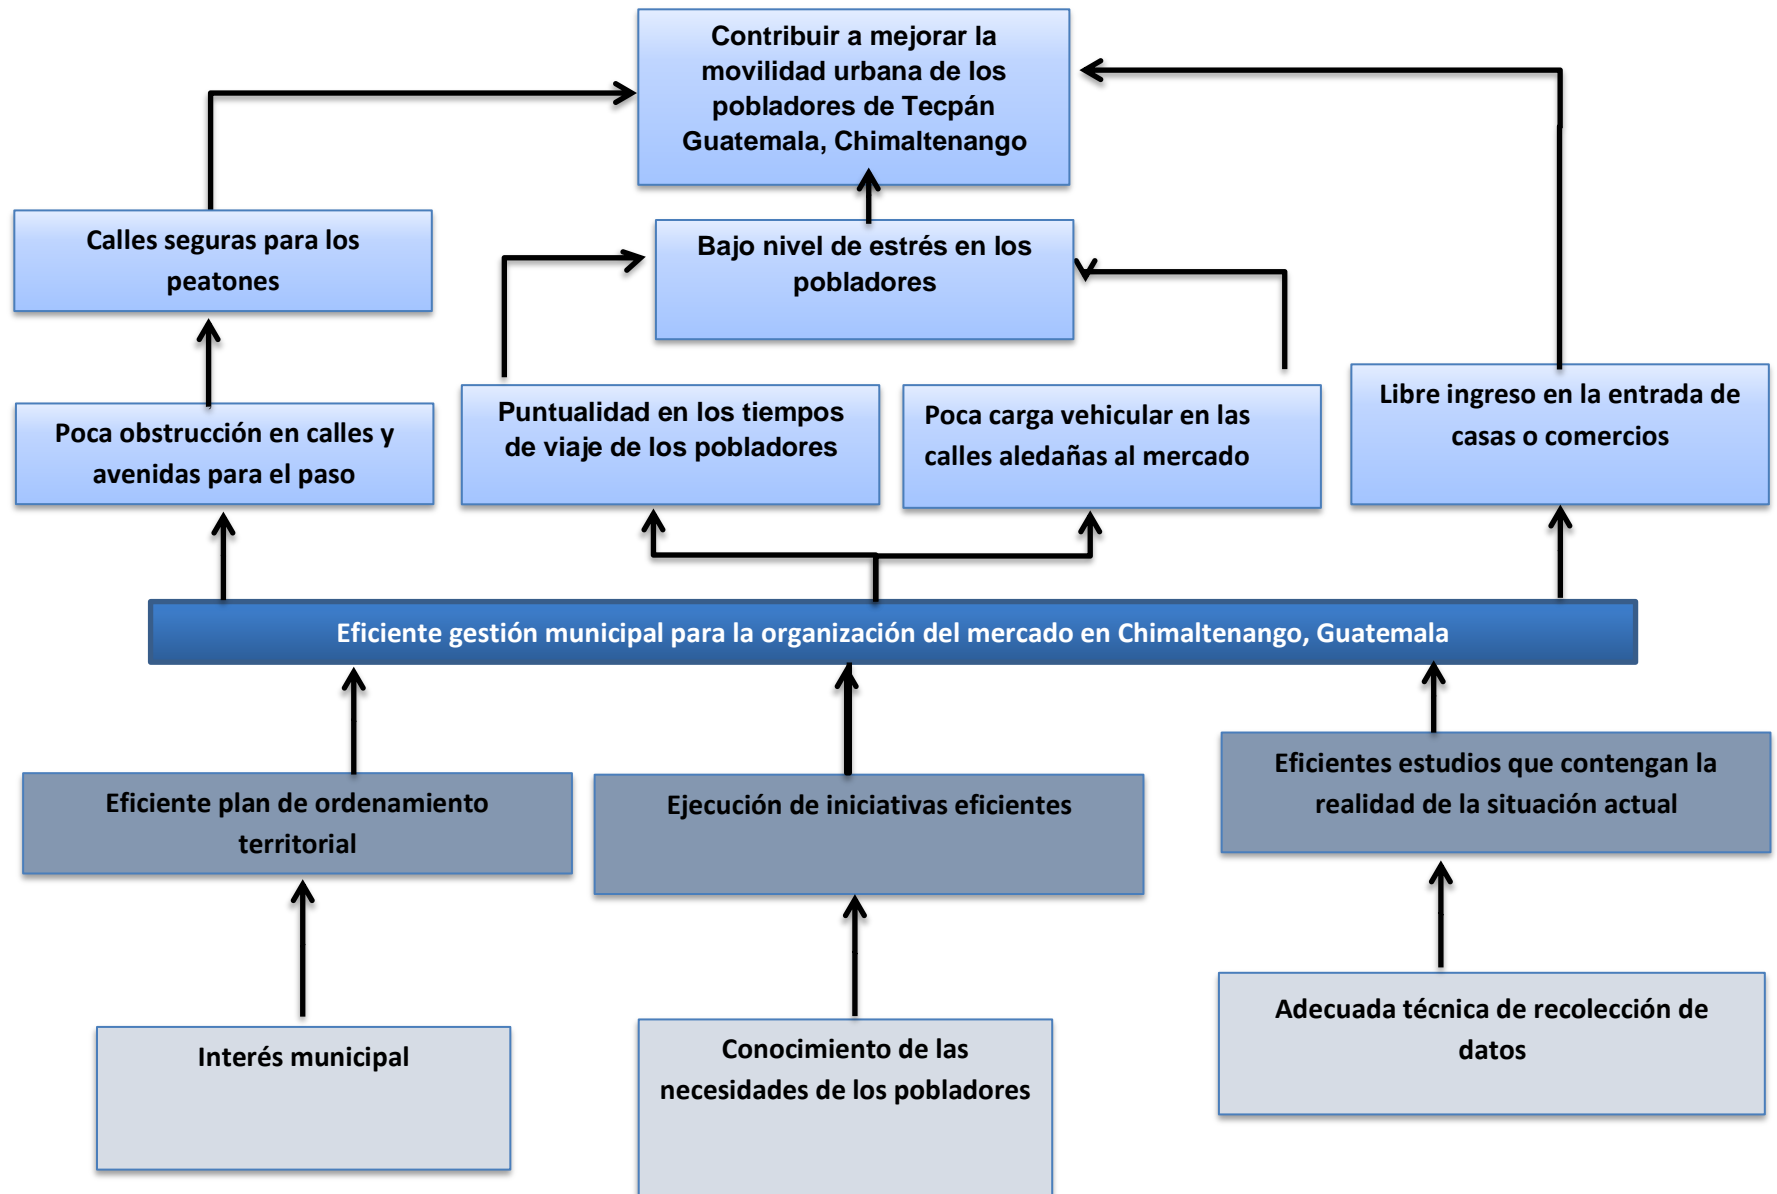 Contribuir a mejorar la
movilidad urbana de los
pobladores de Tecpán
Guatemala, Chimaltenango
Calles seguras para los
peatones
Bajo nivel de estrés en los
pobladores
Poca obstrucción en calles y
avenidas para el paso
Puntualidad en los tiempos
de viaje de los pobladores
Poca carga vehicular en las
calles aledañas al mercado
Libre ingreso en la entrada de
casas o comercios
Eficiente gestión municipal para la organización del mercado en Chimaltenango, Guatemala
Eficiente plan de ordenamiento
territorial
Ejecución de iniciativas eficientes
Eficientes estudios que contengan la
realidad de la situación actual
Interés municipal
Conocimiento de las
necesidades de los pobladores
Adecuada técnica de recolección de
datos